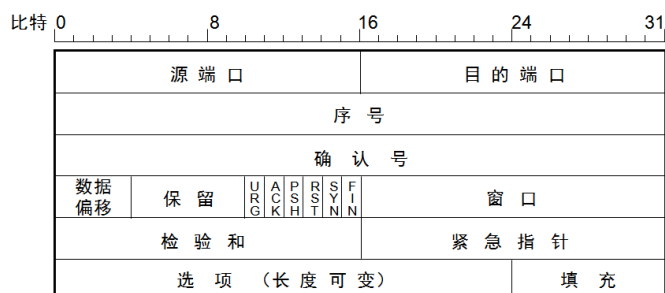 比特 0 8 16 24 31
源端口 目的端口
序号
确认号
数据偏移 保留 URG ACK PSH RST SYN FIN 窗口
检验和 紧急指针
选项 （长度可变） 填充